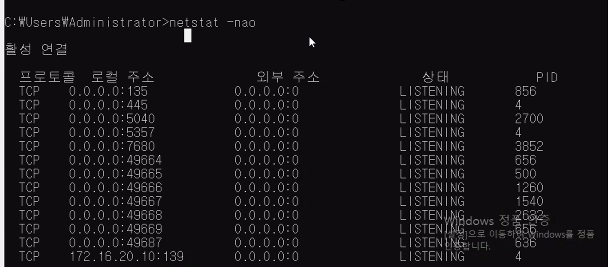 C:\Users\Administrator>netstat -nao
활성 연결
프로토콜 로컬 주소 외부 주소 상태 PID
TCP 0.0.0.0:135 0.0.0.0:0 LISTENING 856
TCP 0.0.0.0:445 0.0.0.0:0 LISTENING 4
TCP 0.0.0.0:5040 0.0.0.0:0 LISTENING 2700
TCP 0.0.0.0:5357 0.0.0.0:0 LISTENING 4
TCP 0.0.0.0:7680 0.0.0.0:0 LISTENING 3852
TCP 0.0.0.0:49664 0.0.0.0:0 LISTENING 656
TCP 0.0.0.0:49665 0.0.0.0:0 LISTENING 500
TCP 0.0.0.0:49666 0.0.0.0:0 LISTENING 1260
TCP 0.0.0.0:49667 0.0.0.0:0 LISTENING 1540
TCP 0.0.0.0:49668 0.0.0.0:0 LISTENING 2632
TCP 0.0.0.0:49669 0.0.0.0:0 LISTENING 656
TCP 0.0.0.0:49687 0.0.0.0:0 LISTENING 636
TCP 172.16.20.10:139 0.0.0.0:0 LISTENING 4
Windows 정품 인증
으로 이동하여 Windows를 정품